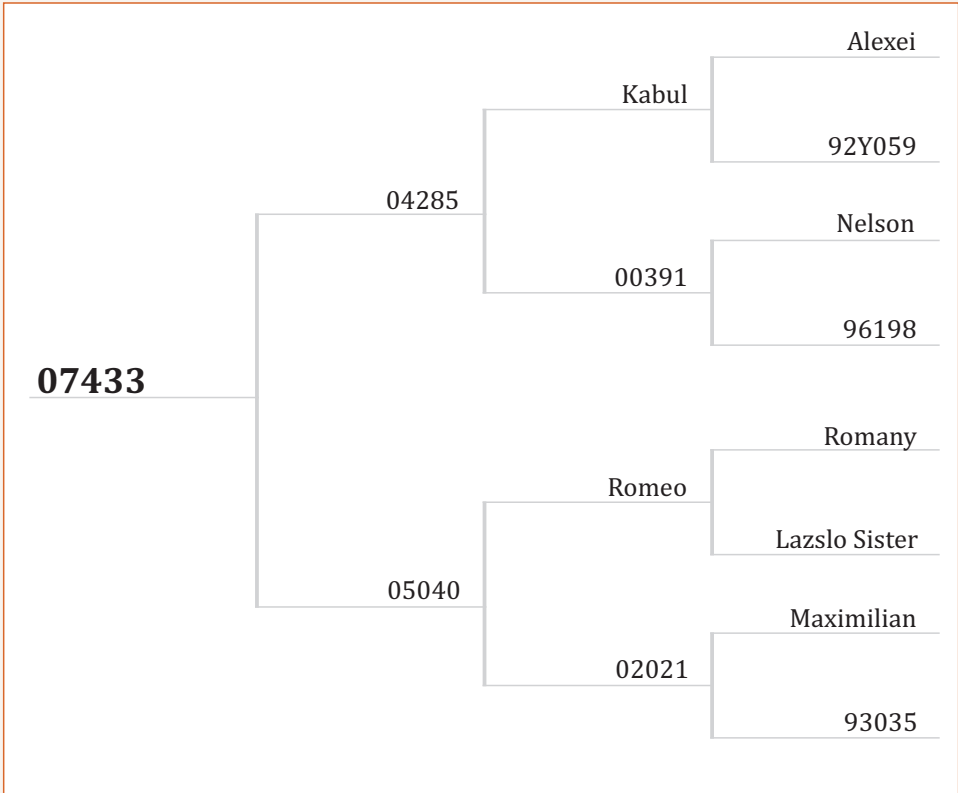 Alexei
Kabul
92Y059
04285
Nelson
00391
96198
07433
Romany
Romeo
Lazslo Sister
05040
Maximilian
02021
93035